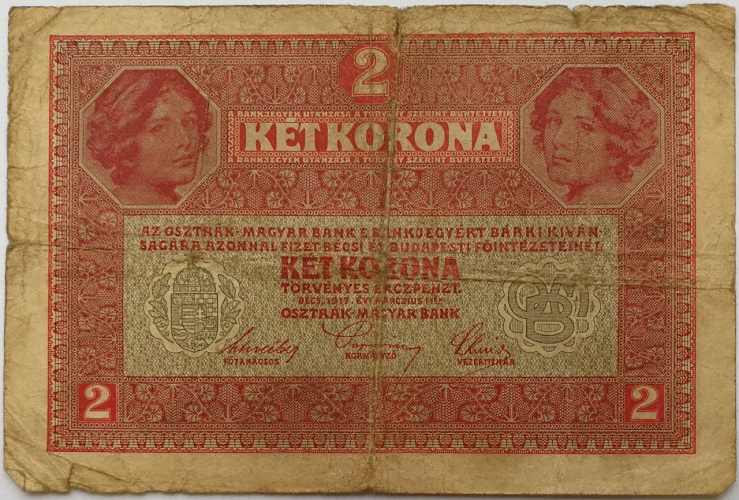 2
BANKJEGYEK UTÁNZÁSA A TÖRVÉNY SZERINT BÜNTETTETIK
KÉT KORONA
A BANKJEGYEK UTÁNZÁSA A TÖRVÉNY SZERINT BÜNTETTETIK
AZ OSZTRÁK-MAGYAR BANK E BANKJEGYÉRT BÁRKI KIVÁN-
SÁGÁRA AZONNAL FIZET BÉCSI ÉS BUDAPESTI FŐINTÉZETEINÉL
KÉT KORONA
TÖRVÉNYES ÉRCZPÉNZT.
BÉCS, 1917. ÉVI MÁRCZIUS 1-ÉN
OSZTRÁK-MAGYAR BANK
FŐTANÁCSOS KORMÁNYZÓ VEZÉRTITKÁR
2 2